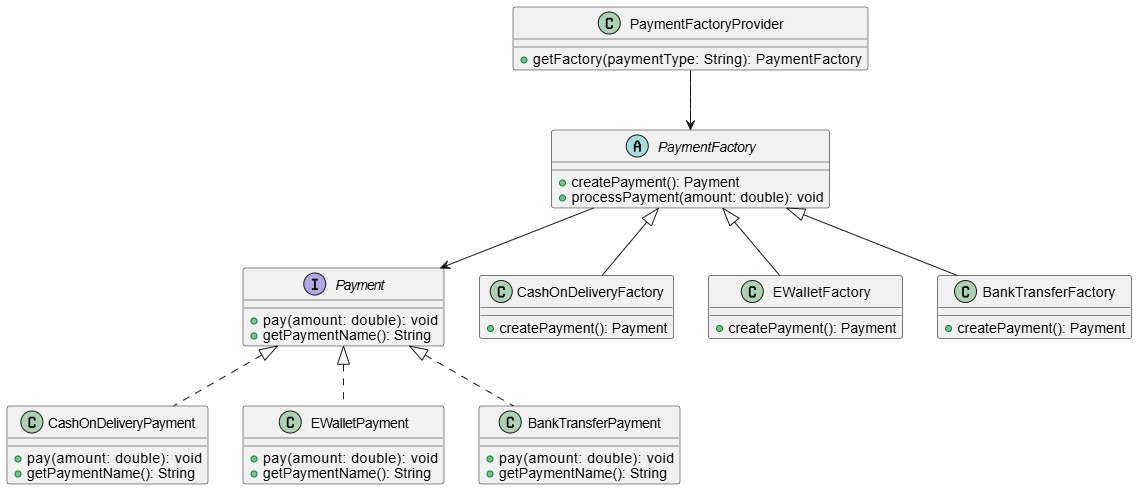 C PaymentFactoryProvider
getFactory(paymentType: String): PaymentFactory
A PaymentFactory
createPayment(): Payment
processPayment(amount: double): void
I Payment
pay(amount: double): void
getPaymentName(): String
C CashOnDeliveryFactory
createPayment(): Payment
C EWalletFactory
createPayment(): Payment
C BankTransferFactory
createPayment(): Payment
C CashOnDeliveryPayment
pay(amount: double): void
getPaymentName(): String
C EWalletPayment
pay(amount: double): void
getPaymentName(): String
C BankTransferPayment
pay(amount: double): void
getPaymentName(): String